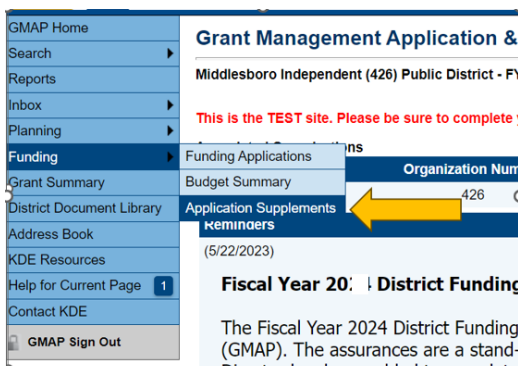 GMAP Home
Search
Reports
Inbox
Planning
Funding
Grant Summary
District Document Library
Address Book
KDE Resources
Help for Current Page 1
Contact KDE
GMAP Sign Out
Funding Applications
Budget Summary
Application Supplements
Grant Management Application &
Middlesboro Independent (426) Public District - FY
This is the TEST site. Please be sure to complete
Organization Num
426
Reminders
(5/22/2023)
Fiscal Year 20 District Funding
The Fiscal Year 2024 District Funding
(GMAP). The assurances are a stand-